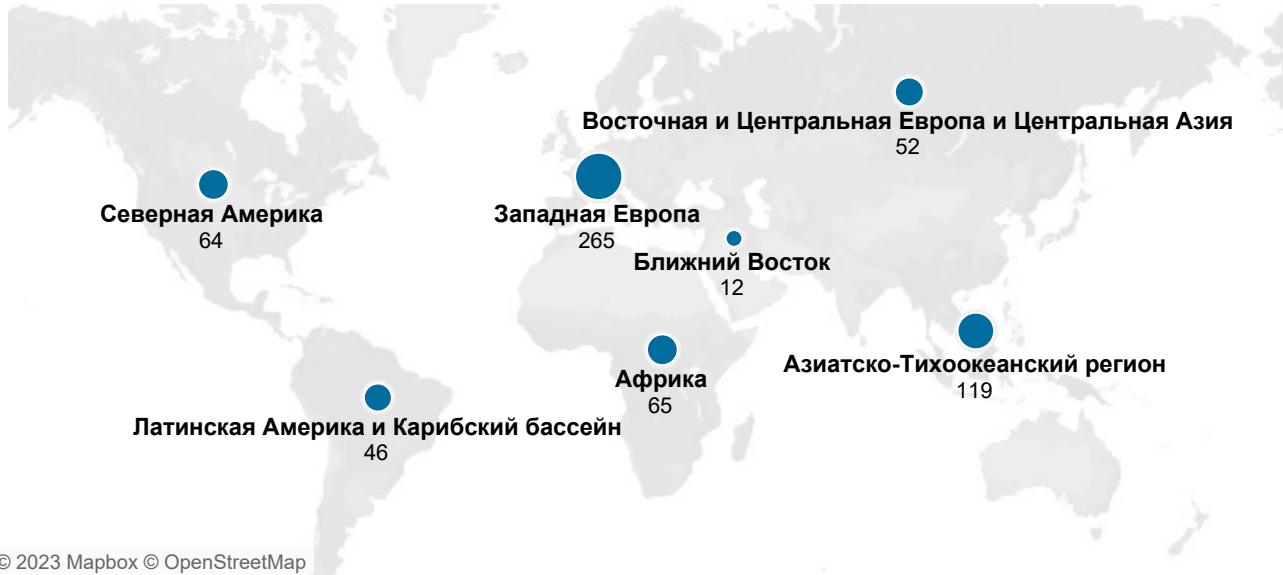 Восточная и Центральная Европа и Центральная Азия
52
Северная Америка
64
Западная Европа
265
Ближний Восток
12
Азиатско-Тихоокеанский регион
119
Африка
65
Латинская Америка и Карибский бассейн
46
© 2023 Mapbox © OpenStreetMap